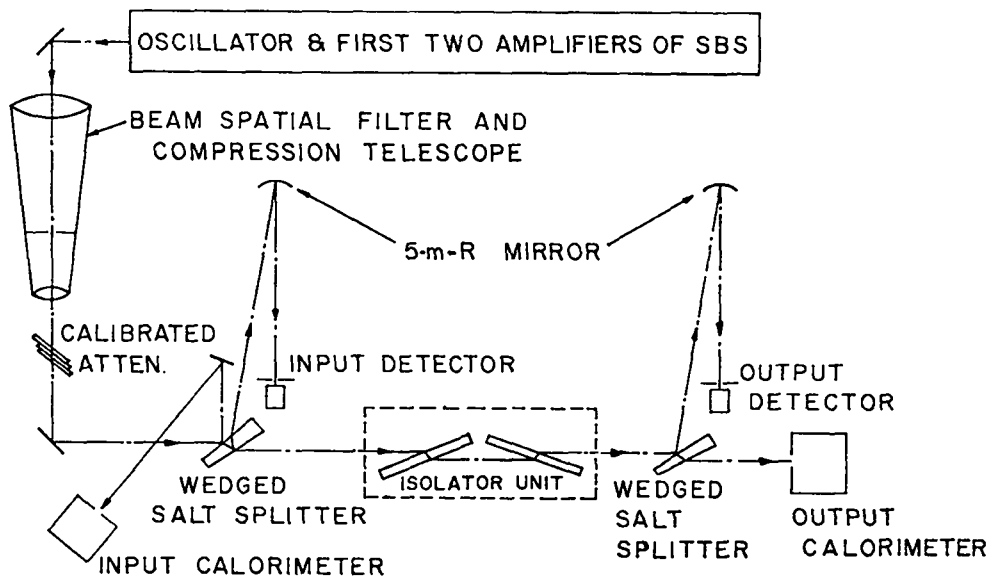 OSCILLATOR & FIRST TWO AMPLIFIERS OF SBS
BEAM SPATIAL FILTER AND
COMPRESSION TELESCOPE
5-m-R MIRROR
CALIBRATED
ATTEN.
INPUT DETECTOR
OUTPUT
DETECTOR
WEDGED
SALT SPLITTER
ISOLATOR UNIT
WEDGED
SALT
SPLITTER
OUTPUT
CALORIMETER
INPUT CALORIMETER